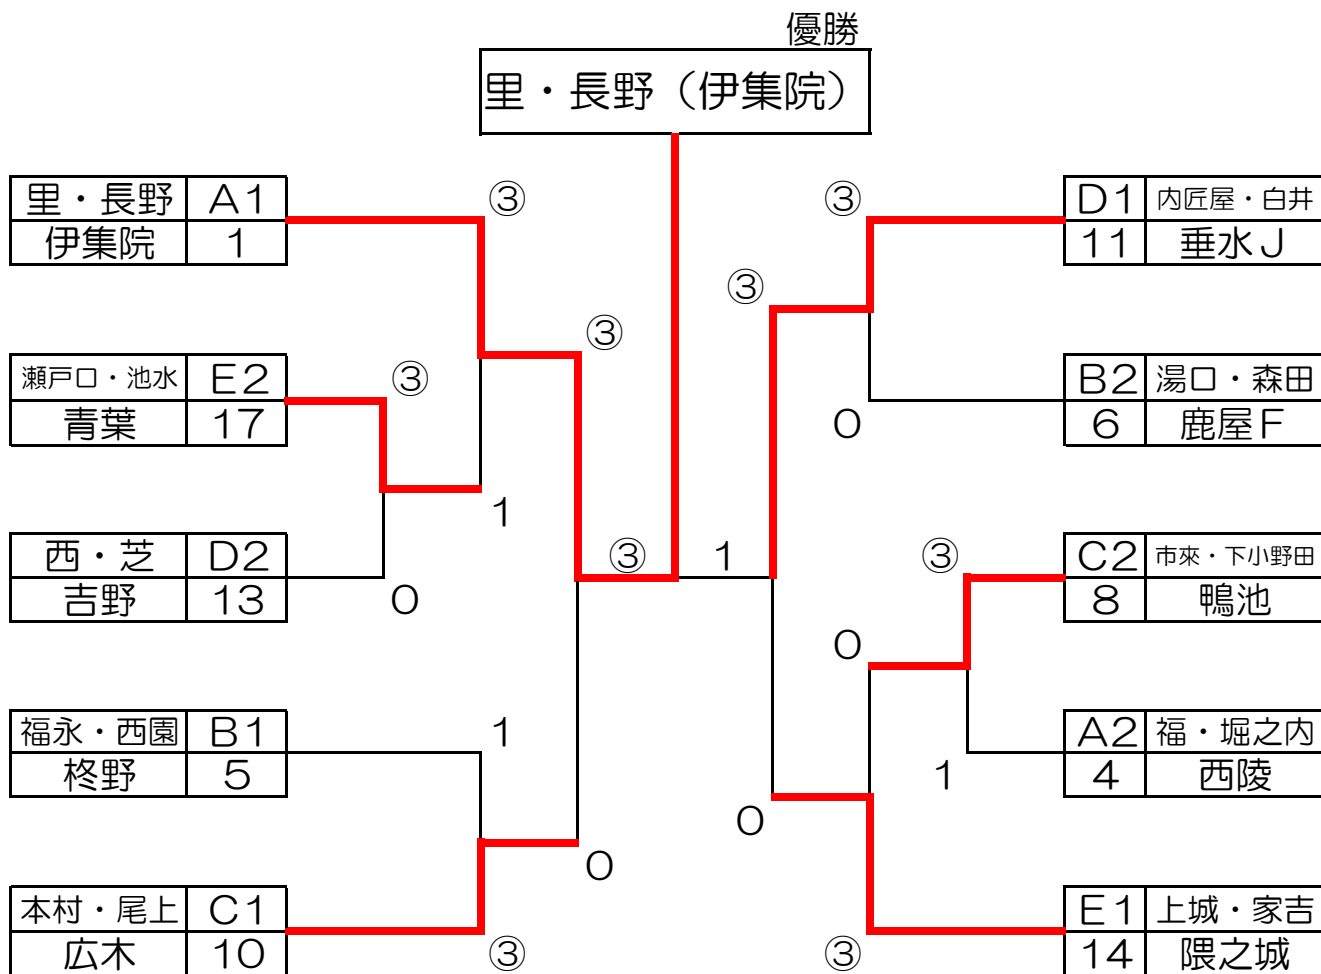 優勝
里・長野（伊集院）
里・長野 A1
伊集院 1
③
③
D1 内匠屋・白井
11 垂水J
③
③
瀬戸口・池水 E2
青葉 17
③
B2 湯口・森田
6 鹿屋F
0
1
西・芝 D2
吉野 13
0
③
1
③
C2 市來・下小野田
8 鴨池
0
福永・西園 B1
柊野 5
1
A2 福・堀之内
4 西陵
1
0
0
本村・尾上 C1
広木 10
③
③
E1 上城・家吉
14 隈之城